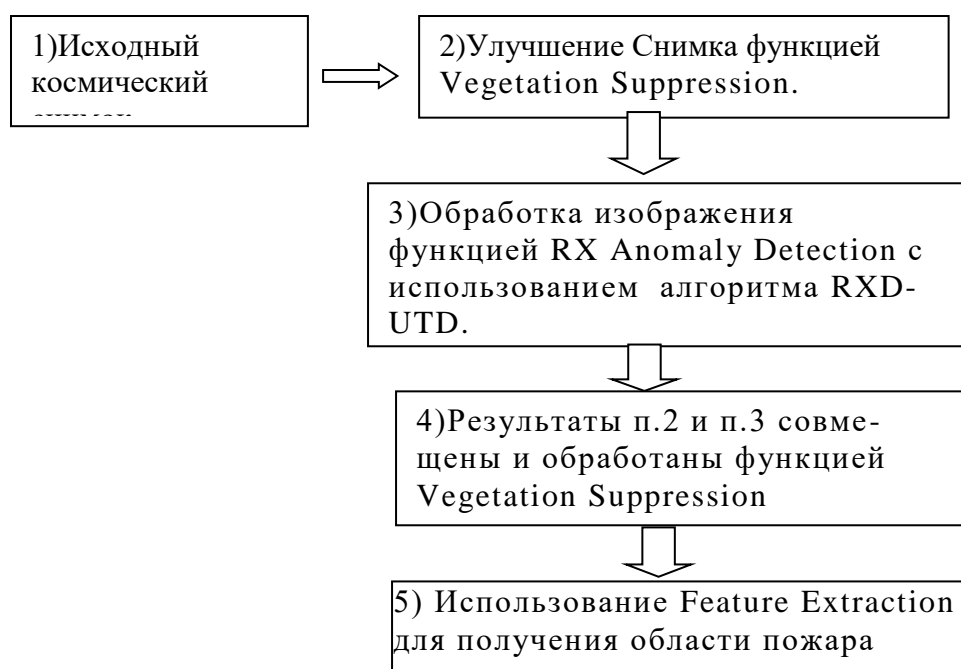 1)Исходный
космический
2)Улучшение Снимка функцией
Vegetation Suppression.
3)Обработка изображения
функцией RX Anomaly Detection с
использованием алгоритма RXD-
UTD.
4)Результаты п.2 и п.3 совме-
щены и обработаны функцией
Vegetation Suppression
5) Использование Feature Extraction
для получения области пожара